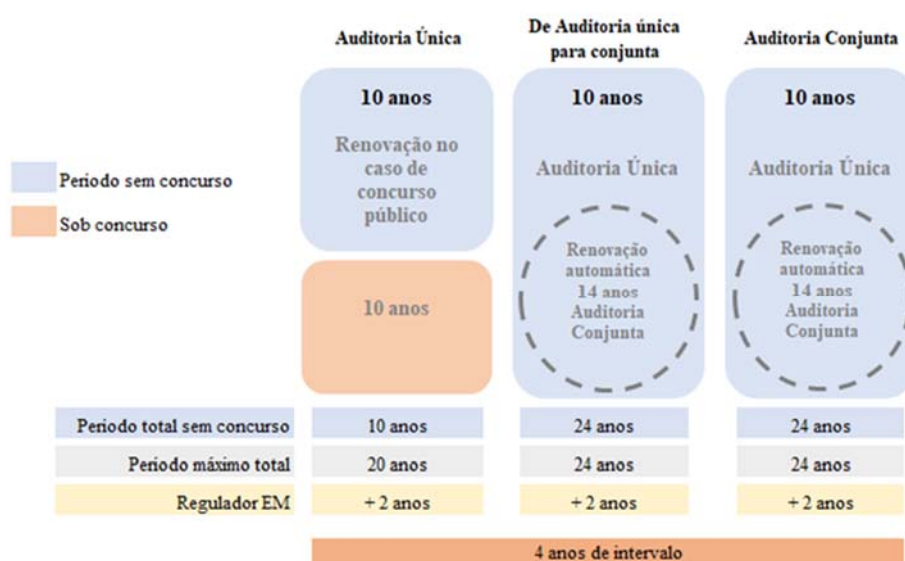 Auditoria Única
De Auditoria única
para conjunta
Auditoria Conjunta
10 anos
Renovação no
caso de
concurso
público
10 anos
Auditoria Única
Renovação
automática
14 anos
Auditoria
Conjunta
10 anos
Auditoria Única
Renovação
automática
14 anos
Auditoria
Conjunta
Periodo sem concurso
Sob concurso
10 anos
Periodo total sem concurso
10 anos
24 anos
24 anos
Período máximo total
20 anos
24 anos
24 anos
Regulador EM
+ 2 anos
+ 2 anos
+ 2 anos
4 anos de intervalo